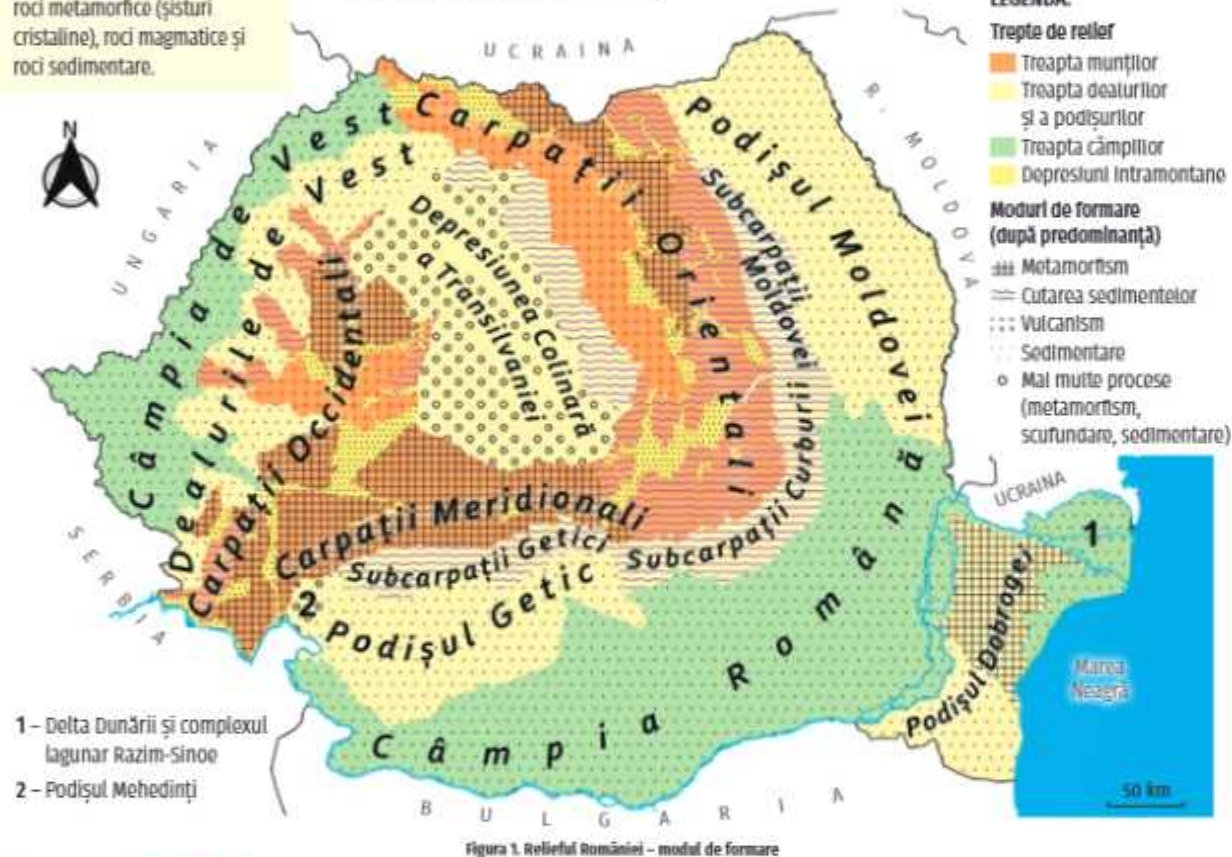 roci metamorfice (șisturi
cristaline), roci magmatice și
roci sedimentare.
N
UCRAINA
UNGARIA
R. MOLDOVA
SERBIA
BULGARIA
UCRAINA
Câmpia de Vest
Dealurile de Vest
Carpații Orientali
Carpații Occidentali
Carpații Meridionali
Depresiunea Colinară
a Transilvaniei
Podișul Moldovei
Subcarpații
Moldovei
Subcarpații Curburii
Subcarpații Getici
Podișul Getic
Câmpia Română
Podișul Dobrogei
Marea
Neagră
1
2
50 km
LEGENDA:
Trepte de relief
Treapta munților
Treapta dealurilor
și a podișurilor
Treapta câmpiilor
Depresiuni intramontane
Moduri de formare
(după predominanță)
Metamorfism
Cutarea sedimentelor
Vulcanism
Sedimentare
Mai multe procese
(metamorfism,
scufundare, sedimentare)
1 – Delta Dunării și complexul
lagunar Razim-Sinoe
2 – Podișul Mehedinți
Figura 1. Relieful României – modul de formare